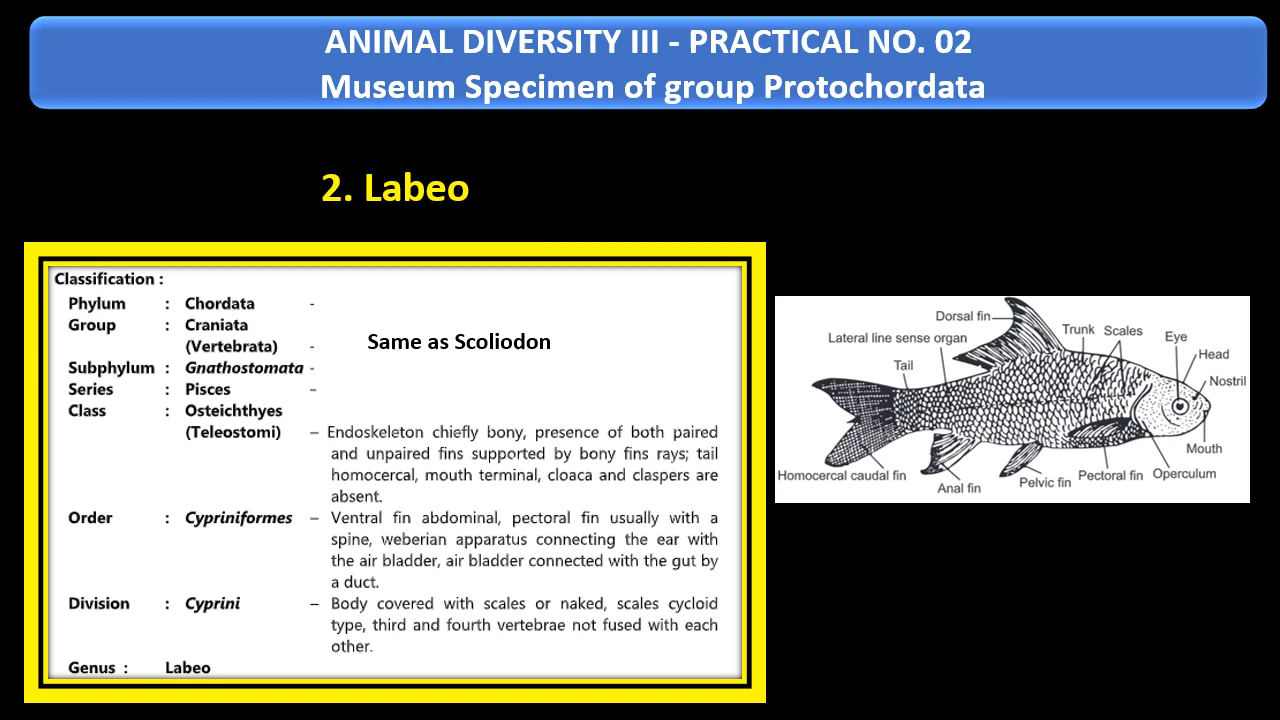 ANIMAL DIVERSITY III - PRACTICAL NO. 02
Museum Specimen of group Protochordata
2. Labeo
Classification :
Phylum : Chordata -
Group : Craniata
(Vertebrata) -
Same as Scoliodon
Subphylum : Gnathostomata -
Series : Pisces –
Class : Osteichthyes
(Teleostomi) – Endoskeleton chiefly bony, presence of both paired
and unpaired fins supported by bony fins rays; tail
homocercal, mouth terminal, cloaca and claspers are
absent.
Order : Cypriniformes – Ventral fin abdominal, pectoral fin usually with a
spine, weberian apparatus connecting the ear with
the air bladder, air bladder connected with the gut by
a duct.
Division : Cyprini – Body covered with scales or naked, scales cycloid
type, third and fourth vertebrae not fused with each
other.
Genus : Labeo
Dorsal fin
Lateral line sense organ
Trunk
Scales
Eye
Head
Tail
Nostril
Mouth
Homocercal caudal fin
Anal fin
Pelvic fin
Pectoral fin
Operculum